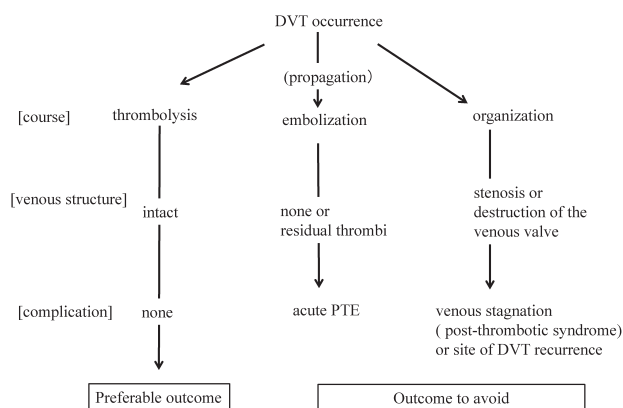 DVT occurrence
(propagation)
[course]
thrombolysis
embolization
organization
[venous structure]
intact
none or
residual thrombi
stenosis or
destruction of the
venous valve
[complication]
none
acute PTE
venous stagnation
( post-thrombotic syndrome)
or site of DVT recurrence
Preferable outcome
Outcome to avoid